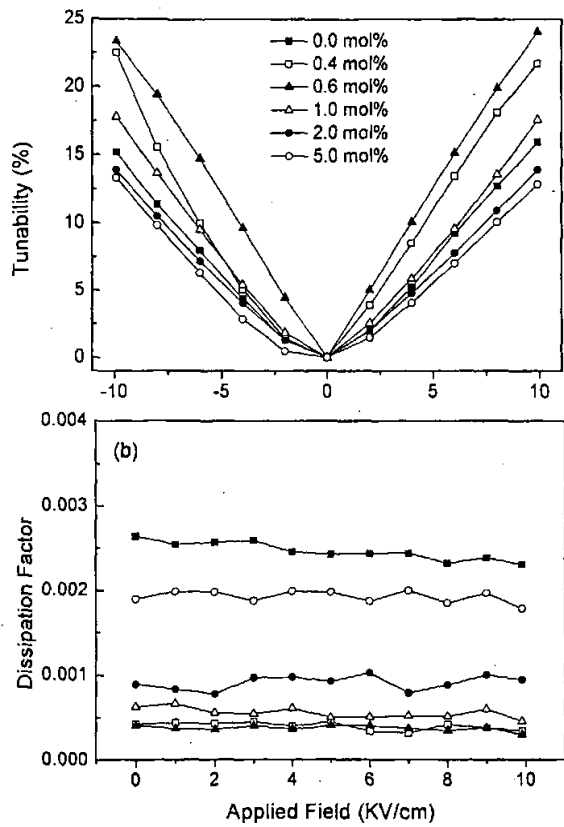 25
20
15
10
5
0
Tunability (%)
0.0 mol%
0.4 mol%
0.6 mol%
1.0 mol%
2.0 mol%
5.0 mol%
-10
-5
0
5
10
0.004
(b)
0.003
0.002
0.001
0.000
Dissipation Factor
0
2
4
6
8
10
Applied Field (KV/cm)